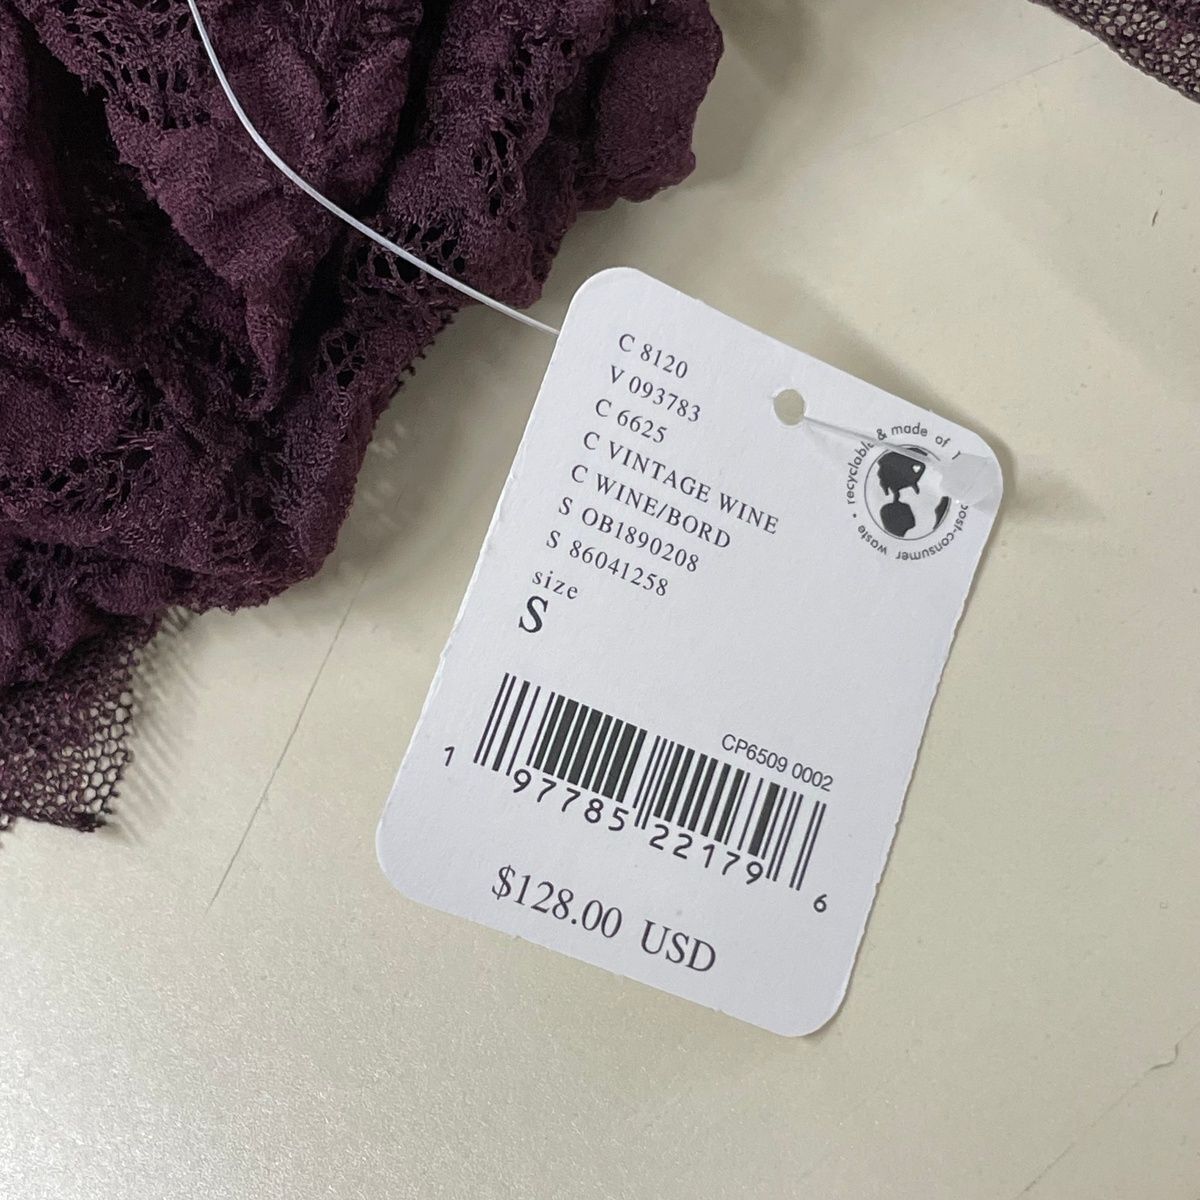 C 8120
V 093783
C 6625
C VINTAGE WINE
C WINE/BORD
S OB1890208
S 86041258
size
S
recyclable & made of
post-consumer waste •
CP6509 0002
1 97785 22179 6
$128.00 USD